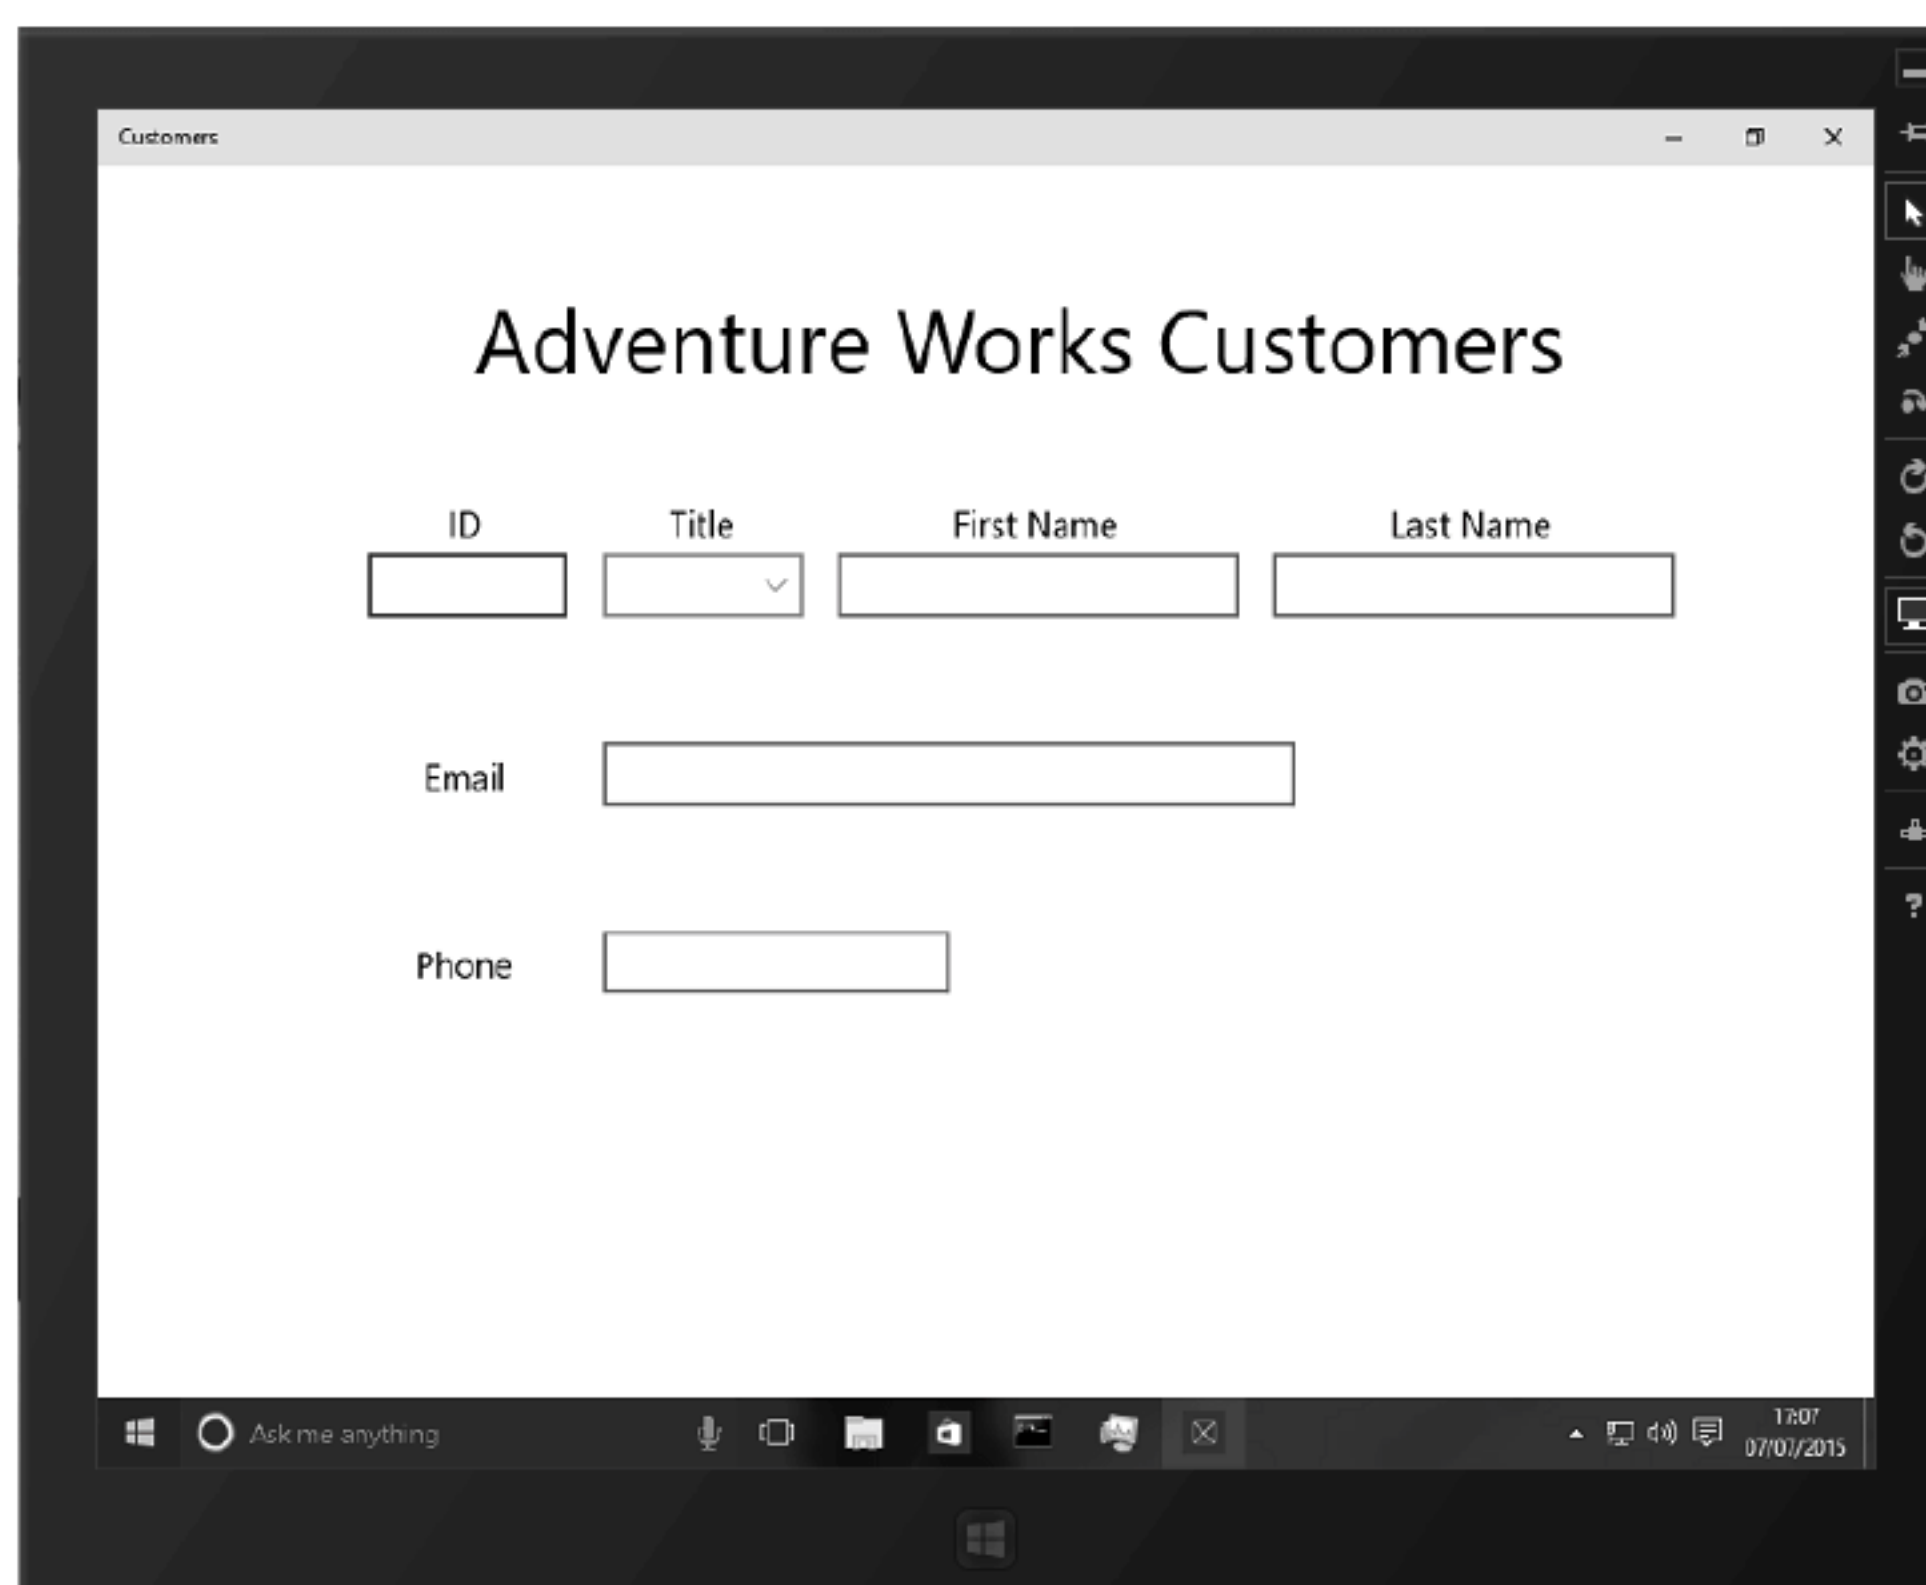 Customers
Adventure Works Customers
ID Title First Name Last Name
Email
Phone
Ask me anything
17:07
07/07/2015